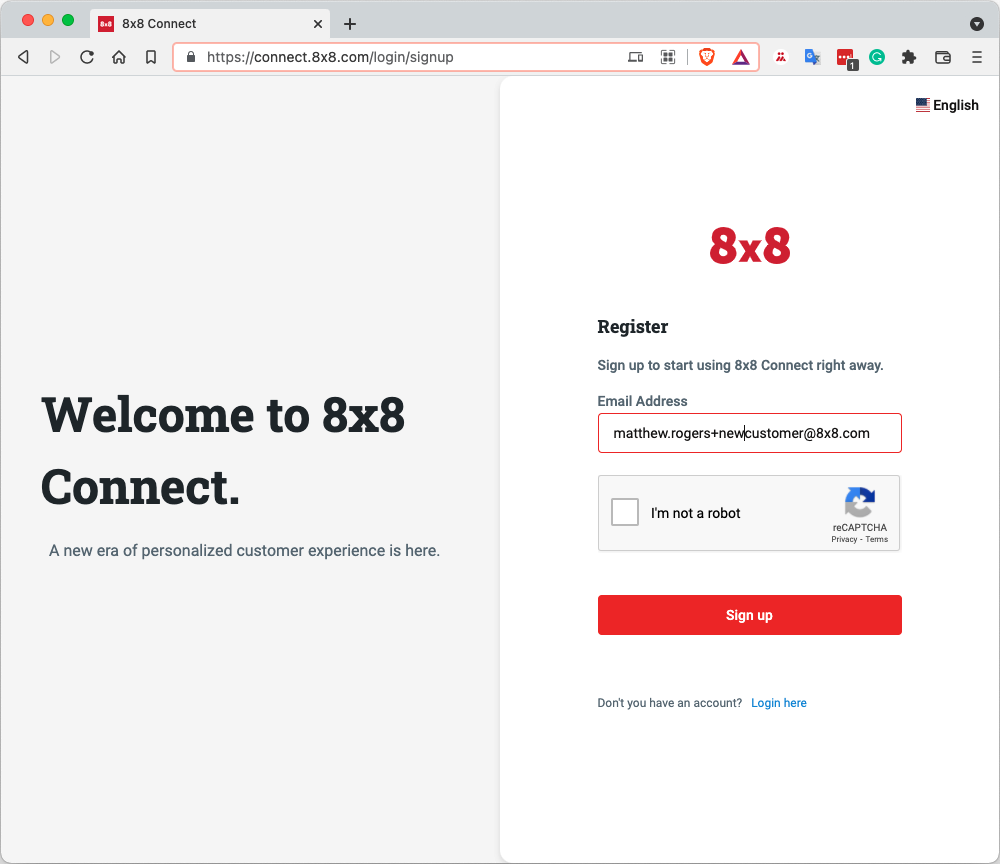 8x8 Connect
https://connect.8x8.com/login/signup
1
English
8x8
Welcome to 8x8
Connect.
A new era of personalized customer experience is here.
Register
Sign up to start using 8x8 Connect right away.
Email Address
matthew.rogers+newcustomer@8x8.com
I'm not a robot
reCAPTCHA
Privacy - Terms
Sign up
Don't you have an account? Login here